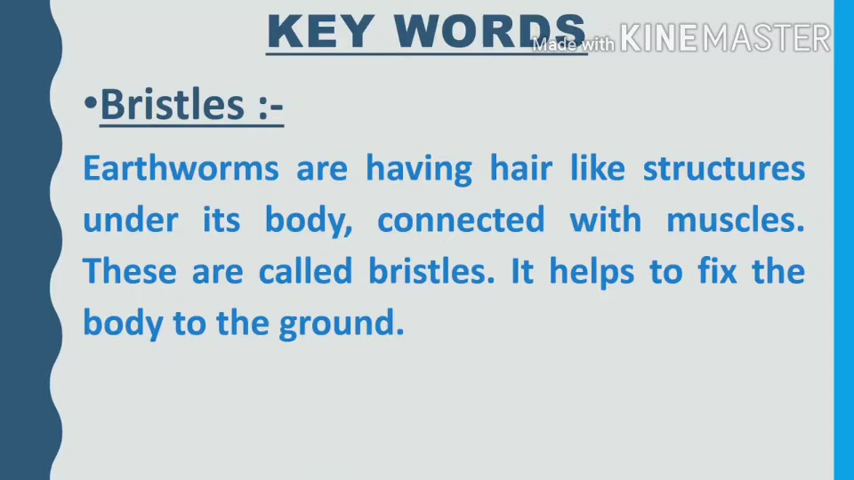 KEY WORDS
Made with KINEMASTER
•Bristles :-
Earthworms are having hair like structures
under its body, connected with muscles.
These are called bristles. It helps to fix the
body to the ground.